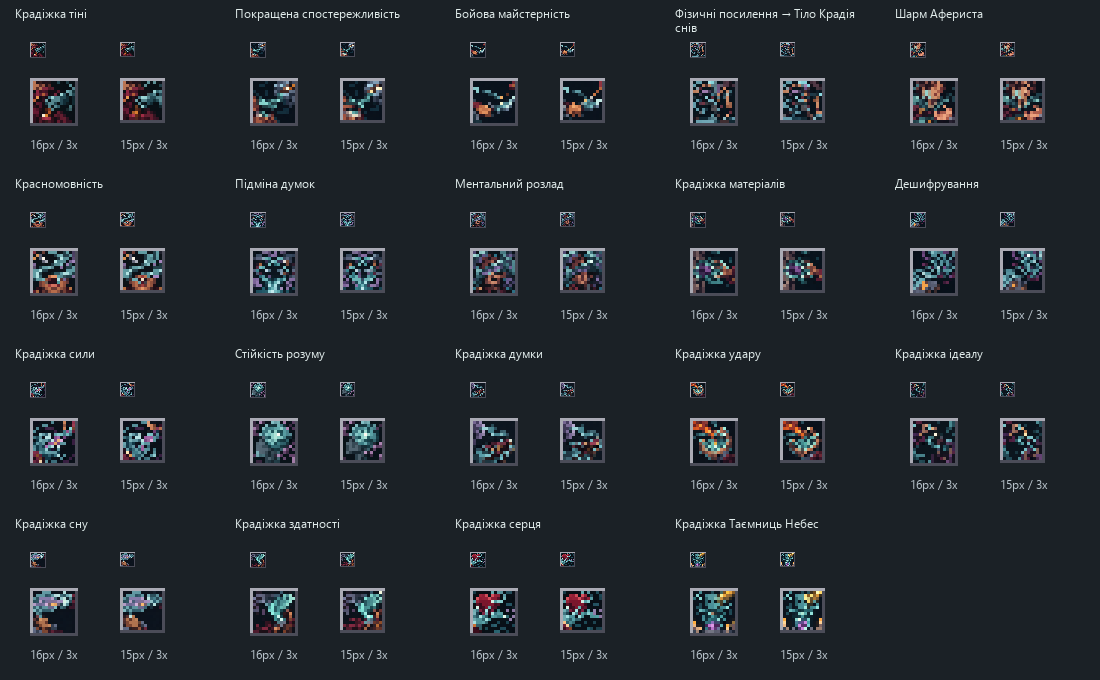 Крадіжка тіні
Покращена спостережливість
Бойова майстерність
Фізичні посилення → Тіло Крадія
снів
Шарм Афериста
16px / 3x 15px / 3x 16px / 3x 15px / 3x 16px / 3x 15px / 3x 16px / 3x 15px / 3x 16px / 3x 15px / 3x
Красномовність
Підміна думок
Ментальний розлад
Крадіжка матеріалів
Дешифрування
16px / 3x 15px / 3x 16px / 3x 15px / 3x 16px / 3x 15px / 3x 16px / 3x 15px / 3x 16px / 3x 15px / 3x
Крадіжка сили
Стійкість розуму
Крадіжка думки
Крадіжка удару
Крадіжка ідеалу
16px / 3x 15px / 3x 16px / 3x 15px / 3x 16px / 3x 15px / 3x 16px / 3x 15px / 3x 16px / 3x 15px / 3x
Крадіжка сну
Крадіжка здатності
Крадіжка серця
Крадіжка Таємниць Небес
16px / 3x 15px / 3x 16px / 3x 15px / 3x 16px / 3x 15px / 3x 16px / 3x 15px / 3x